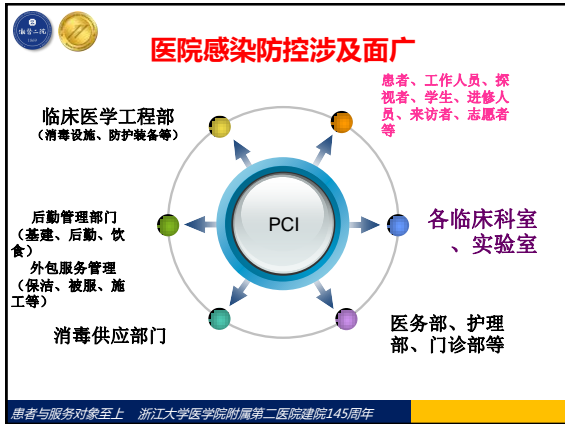 医院感染防控涉及面广
患者、工作人员、探
视者、学生、进修人
员、来访者、志愿者
等
临床医学工程部
（消毒设施、防护装备等）
PCI
后勤管理部门
（基建、后勤、饮
食）
外包服务管理
（保洁、被服、施
工等）
各临床科室
、实验室
消毒供应部门
医务部、护理
部、门诊部等
患者与服务对象至上 浙江大学医学院附属第二医院建院145周年